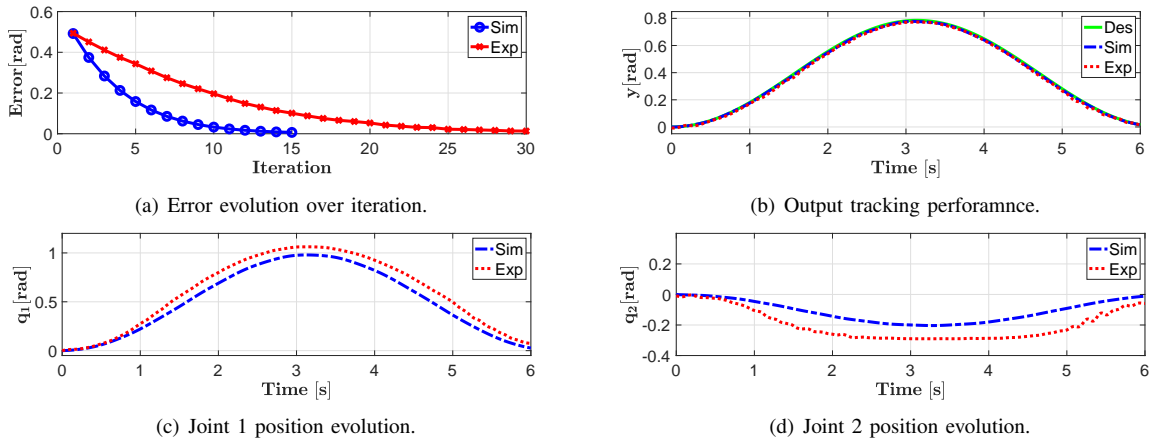 0.6
0.4
0.2
0
Error[rad]
Sim
Exp
0 5 10 15 20 25 30
Iteration
(a) Error evolution over iteration.
0.8
0.6
0.4
0.2
0
y[rad]
Des
Sim
Exp
0 1 2 3 4 5 6
Time [s]
(b) Output tracking perforamnce.
1
0.5
0
q1[rad]
Sim
Exp
0 1 2 3 4 5 6
Time [s]
(c) Joint 1 position evolution.
0.2
0
-0.2
-0.4
q2[rad]
Sim
Exp
0 1 2 3 4 5 6
Time [s]
(d) Joint 2 position evolution.